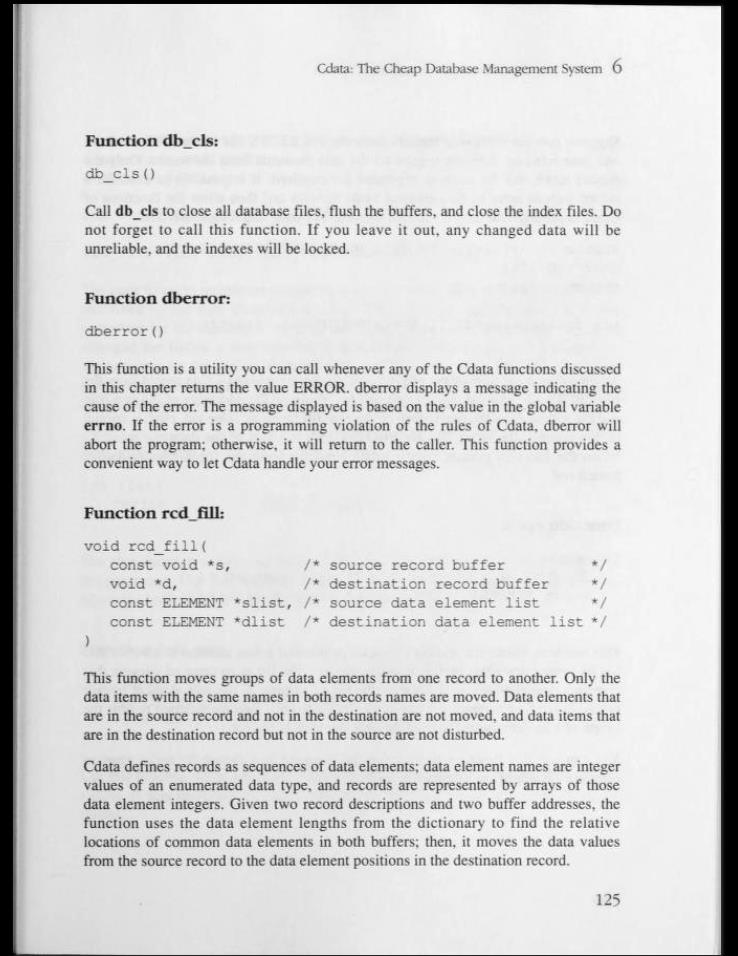 Cdata: The Cheap Database Management System 6
Function db_cls:
db_cls()
Call db_cls to close all database files, flush the buffers, and close the index files. Do
not forget to call this function. If you leave it out, any changed data will be
unreliable, and the indexes will be locked.
Function dberror:
dberror()
This function is a utility you can call whenever any of the Cdata functions discussed
in this chapter returns the value ERROR. dberror displays a message indicating the
cause of the error. The message displayed is based on the value in the global variable
errno. If the error is a programming violation of the rules of Cdata, dberror will
abort the program; otherwise, it will return to the caller. This function provides a
convenient way to let Cdata handle your error messages.
Function rcd_fill:
void rcd_fill(
const void *s, /* source record buffer */
void *d, /* destination record buffer */
const ELEMENT *slist, /* source data element list */
const ELEMENT *dlist /* destination data element list */
)
This function moves groups of data elements from one record to another. Only the
data items with the same names in both records names are moved. Data elements that
are in the source record and not in the destination are not moved, and data items that
are in the destination record but not in the source are not disturbed.
Cdata defines records as sequences of data elements; data element names are integer
values of an enumerated data type, and records are represented by arrays of those
data element integers. Given two record descriptions and two buffer addresses, the
function uses the data element lengths from the dictionary to find the relative
locations of common data elements in both buffers; then, it moves the data values
from the source record to the data element positions in the destination record.
125